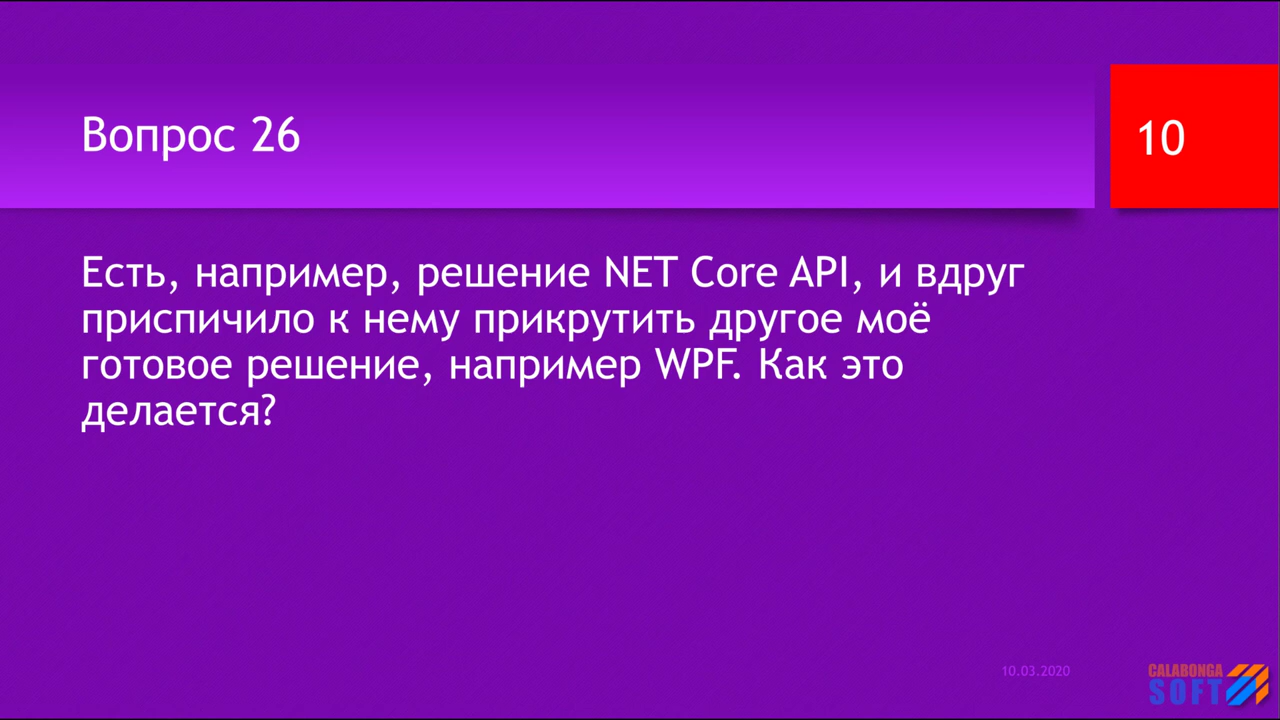 Вопрос 26
10
Есть, например, решение NET Core API, и вдруг
приспичило к нему прикрутить другое моё
готовое решение, например WPF. Как это
делается?
10.03.2020
CALABONGA
SOFT